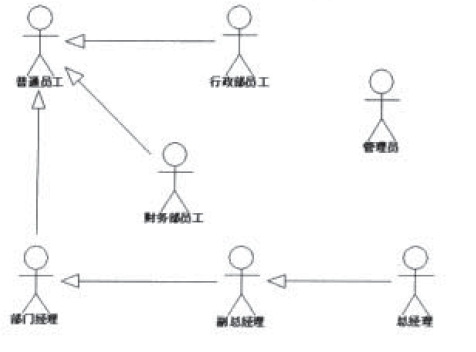 普通员工
行政部员工
管理员
财务部员工
部门经理
副总经理
总经理